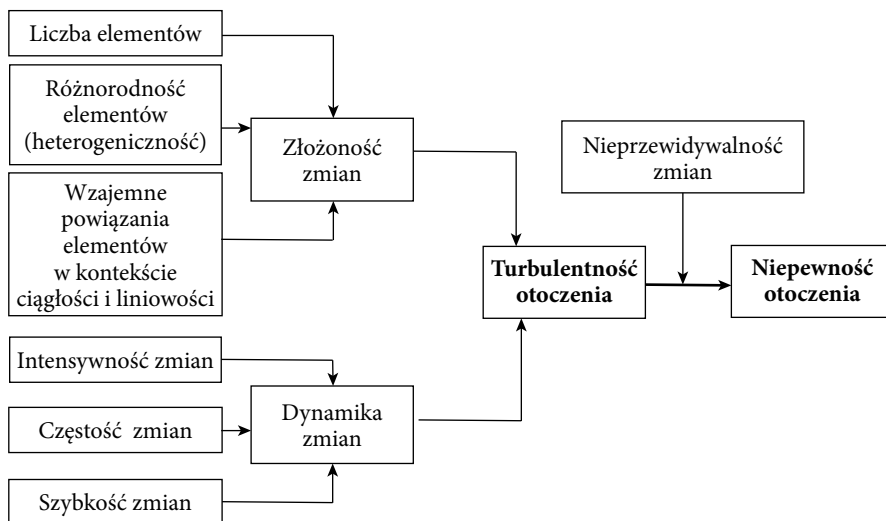 Liczba elementów
Różnorodność
elementów
(heterogeniczność)
Wzajemne
powiązania
elementów
w kontekście
ciągłości i liniowości
Złożoność
zmian
Nieprzewidywalność
zmian
Turbulentność
otoczenia
Niepewność
otoczenia
Intensywność zmian
Częstość zmian
Szybkość zmian
Dynamika
zmian